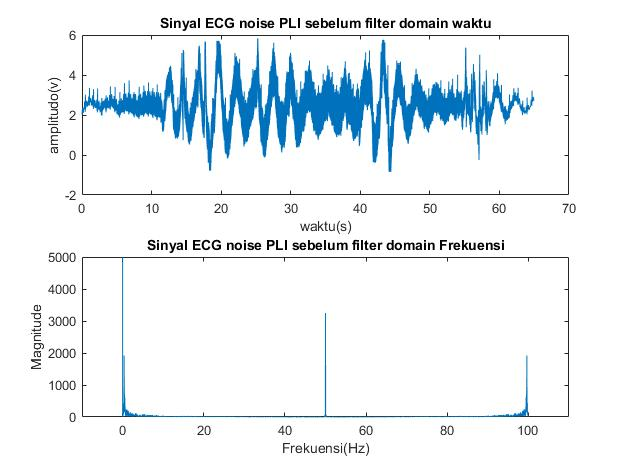 Sinyal ECG noise PLI sebelum filter domain waktu
6
4
2
0
-2
amplitudo(v)
0 10 20 30 40 50 60 70
waktu(s)
Sinyal ECG noise PLI sebelum filter domain Frekuensi
5000
4000
3000
2000
1000
0
Magnitude
0 20 40 60 80 100
Frekuensi(Hz)